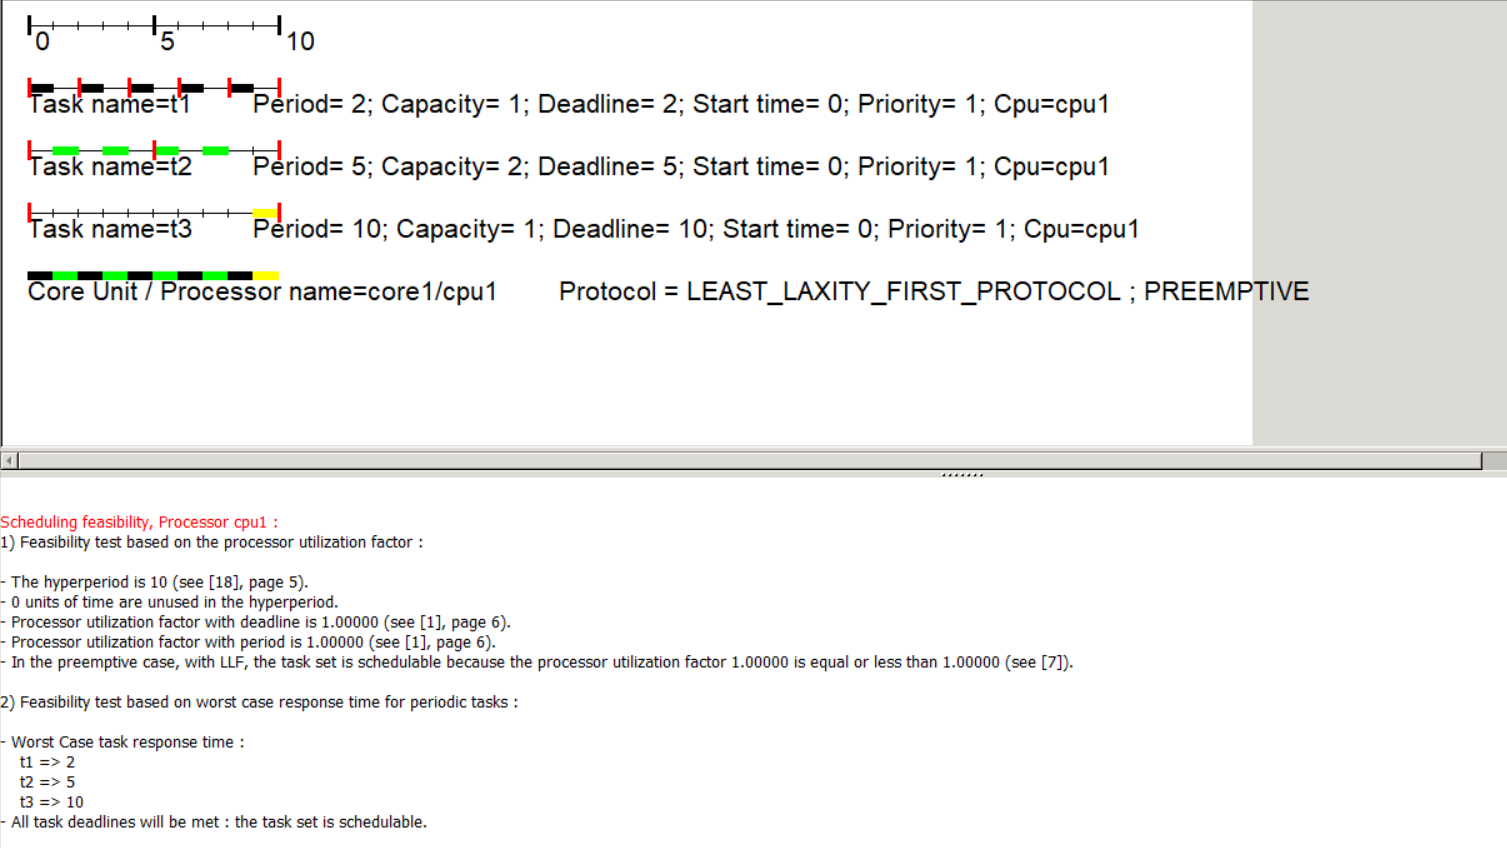 0 5 10
Task name=t1 Period= 2; Capacity= 1; Deadline= 2; Start time= 0; Priority= 1; Cpu=cpu1
Task name=t2 Period= 5; Capacity= 2; Deadline= 5; Start time= 0; Priority= 1; Cpu=cpu1
Task name=t3 Period= 10; Capacity= 1; Deadline= 10; Start time= 0; Priority= 1; Cpu=cpu1
Core Unit / Processor name=core1/cpu1 Protocol = LEAST_LAXITY_FIRST_PROTOCOL ; PREEMPTIVE
Scheduling feasibility, Processor cpu1 :
1) Feasibility test based on the processor utilization factor :
- The hyperperiod is 10 (see [18], page 5).
- 0 units of time are unused in the hyperperiod.
- Processor utilization factor with deadline is 1.00000 (see [1], page 6).
- Processor utilization factor with period is 1.00000 (see [1], page 6).
- In the preemptive case, with LLF, the task set is schedulable because the processor utilization factor 1.00000 is equal or less than 1.00000 (see [7]).
2) Feasibility test based on worst case response time for periodic tasks :
- Worst Case task response time :
t1 => 2
t2 => 5
t3 => 10
- All task deadlines will be met : the task set is schedulable.